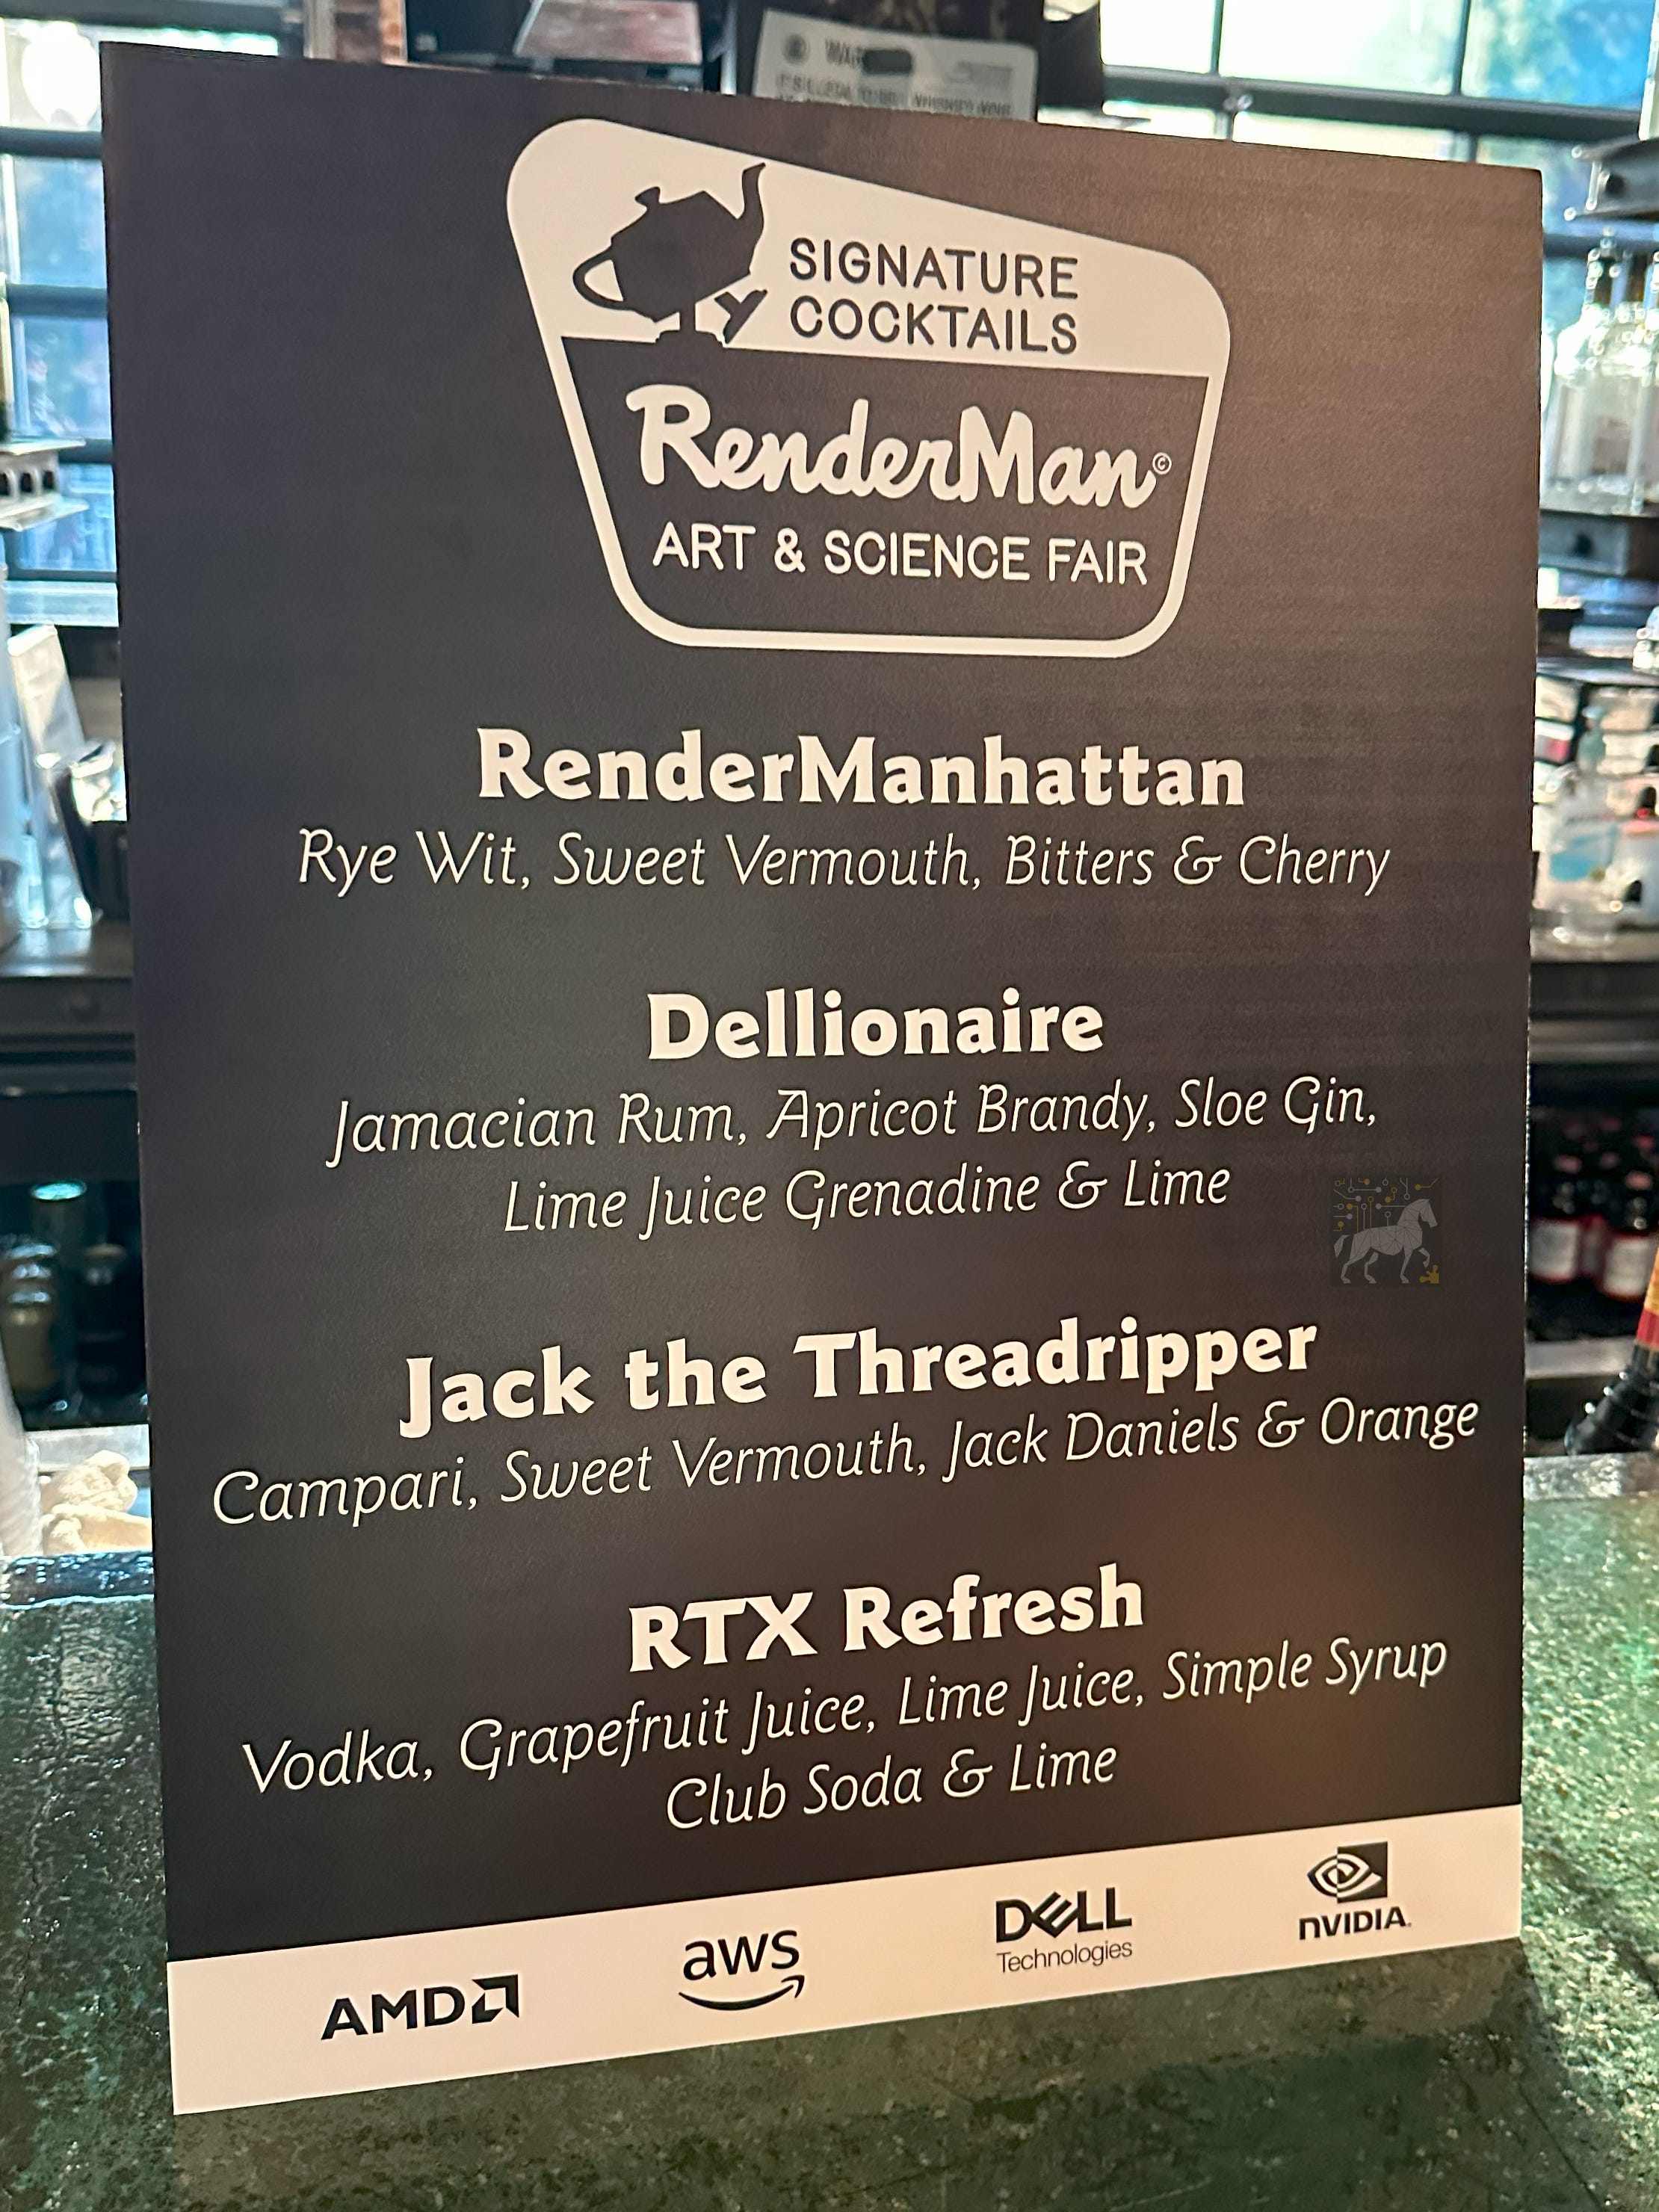 SIGNATURE
COCKTAILS
RenderMan©
ART & SCIENCE FAIR
RenderManhattan
Rye Wit, Sweet Vermouth, Bitters & Cherry
Dellionaire
Jamacian Rum, Apricot Brandy, Sloe Gin,
Lime Juice Grenadine & Lime
Jack the Threadripper
Campari, Sweet Vermouth, Jack Daniels & Orange
RTX Refresh
Vodka, Grapefruit Juice, Lime Juice, Simple Syrup
Club Soda & Lime
AMD
aws
DELL
Technologies
NVIDIA